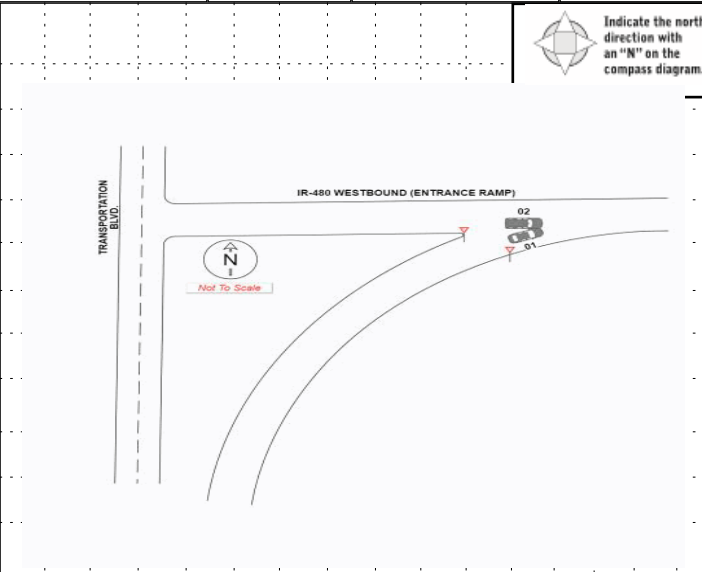 Indicate the north
direction with
an “N” on the
compass diagram.
IR-480 WESTBOUND (ENTRANCE RAMP)
TRANSPORTATION
BLVD.
02
01
N
Not To Scale